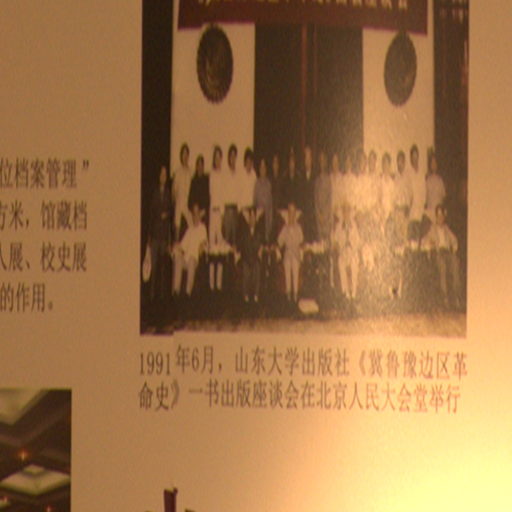 位档案管理”
方米，馆藏档
人展、校史展
的作用。
1991年6月，山东大学出版社《冀鲁豫边区革
命史》一书出版座谈会在北京人民大会堂举行